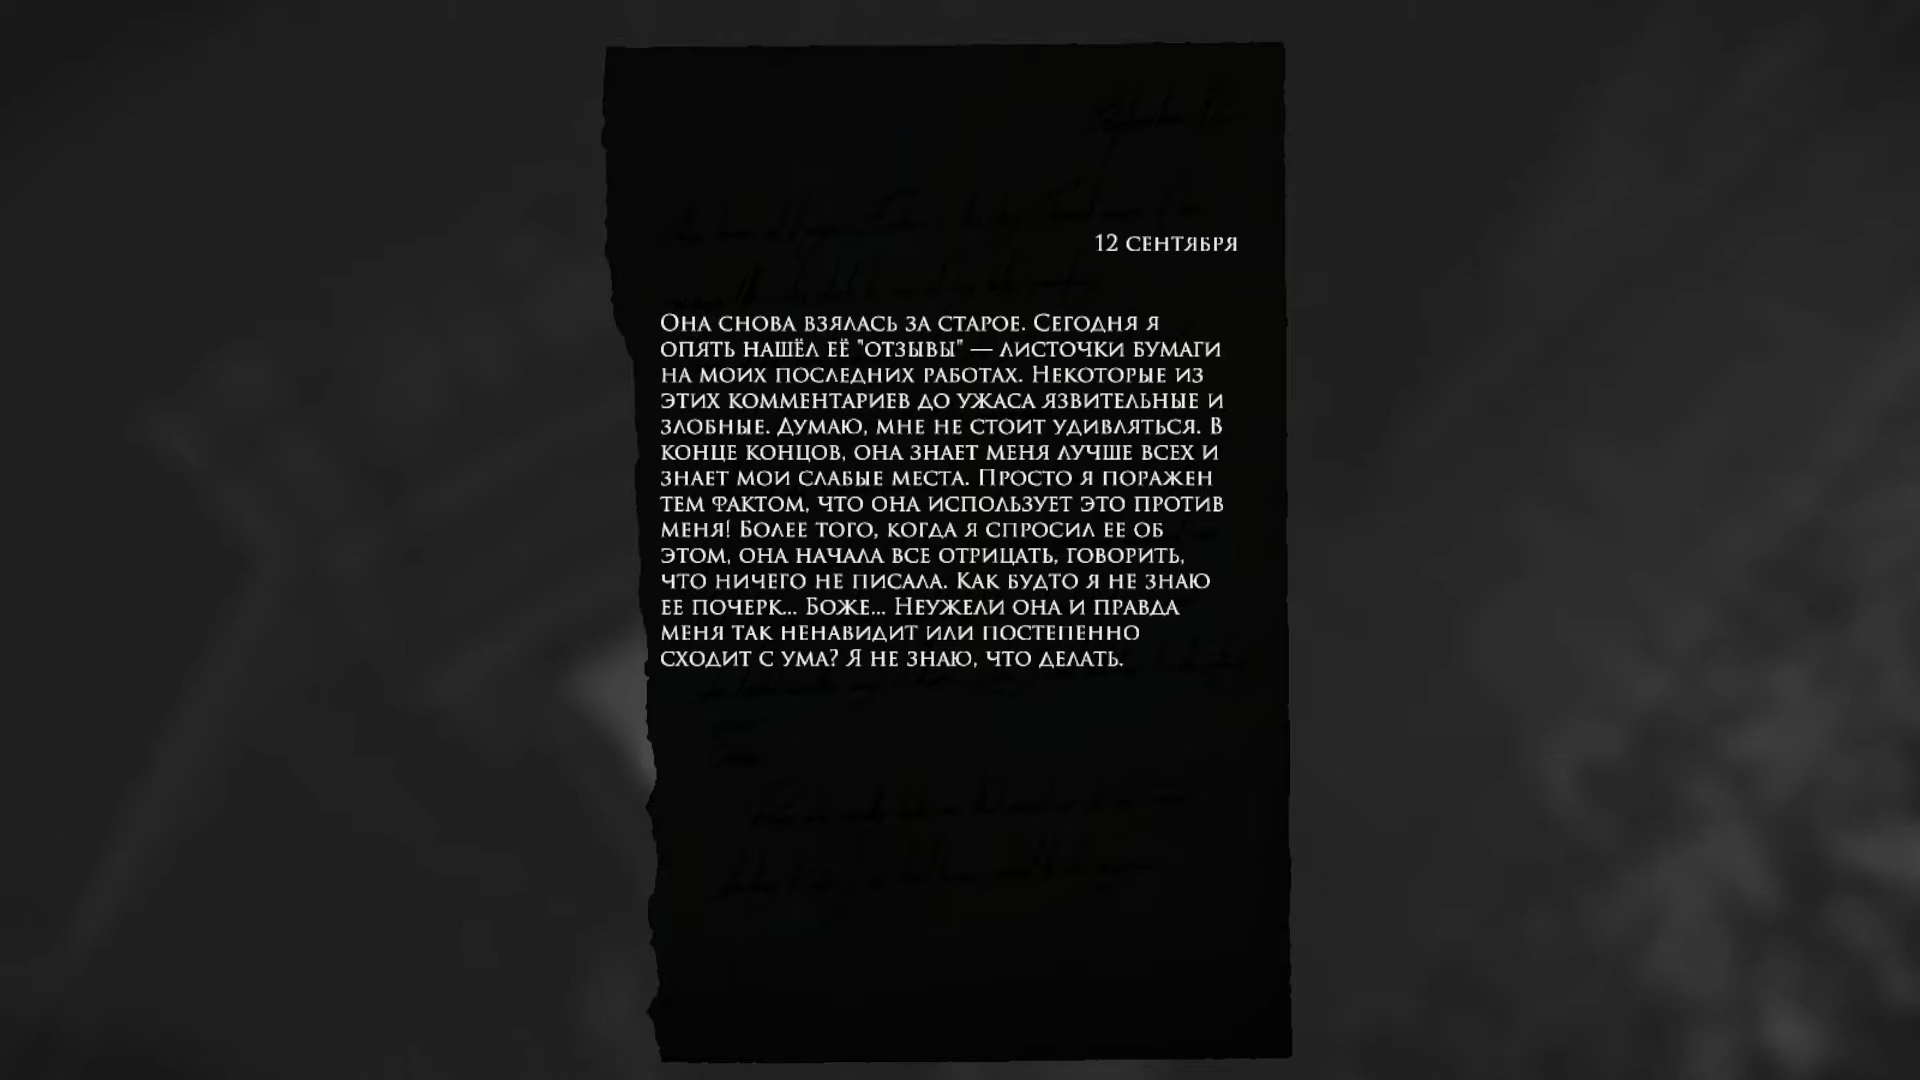 12 сентября
Она снова взялась за старое. Сегодня я
опять нашёл её "отзывы" — листочки бумаги
на моих последних работах. Некоторые из
этих комментариев до ужаса язвительные и
злобные. Думаю, мне не стоит удивляться. В
конце концов, она знает меня лучше всех и
знает мои слабые места. Просто я поражен
тем фактом, что она использует это против
меня! Более того, когда я спросил ее об
этом, она начала все отрицать, говорить,
что ничего не писала. Как будто я не знаю
ее почерк... Боже... Неужели она и правда
меня так ненавидит или постепенно
сходит с ума? Я не знаю, что делать.